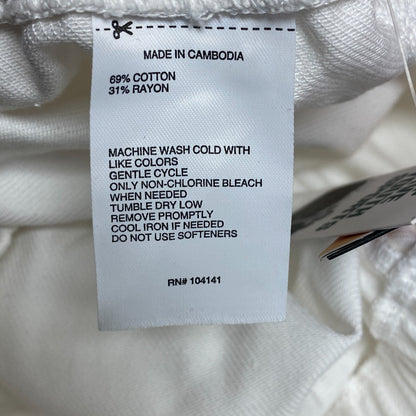 MADE IN CAMBODIA
69% COTTON
31% RAYON
MACHINE WASH COLD WITH
LIKE COLORS
GENTLE CYCLE
ONLY NON-CHLORINE BLEACH
WHEN NEEDED
TUMBLE DRY LOW
REMOVE PROMPTLY
COOL IRON IF NEEDED
DO NOT USE SOFTENERS
RN# 104141